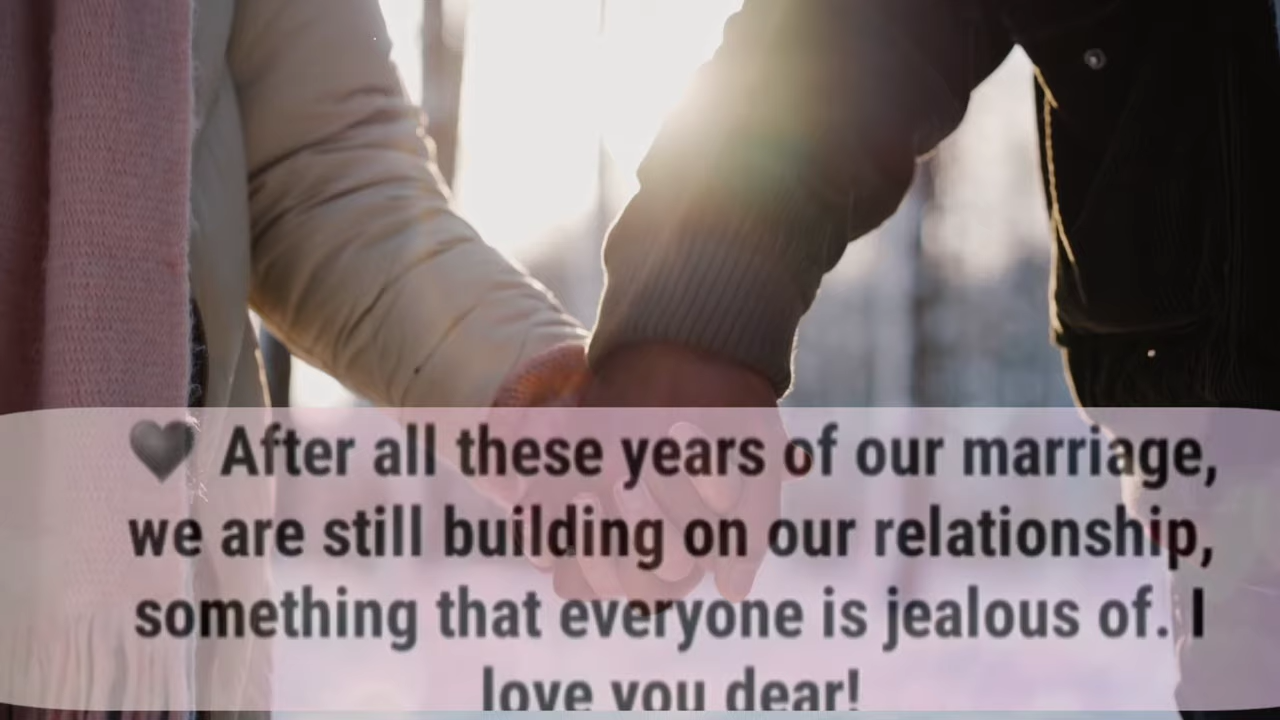 🖤 After all these years of our marriage,
we are still building on our relationship,
something that everyone is jealous of. I
love you dear!